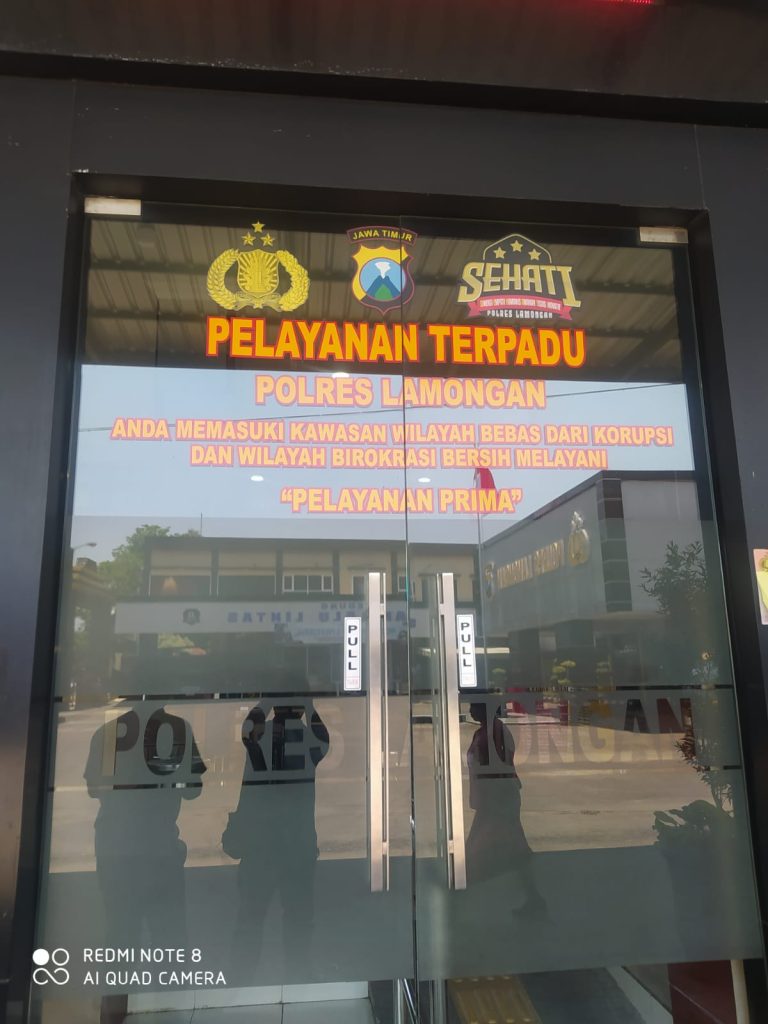 JAWA TIMUR
SEHATI
POLRES LAMONGAN
PELAYANAN TERPADU
POLRES LAMONGAN
ANDA MEMASUKI KAWASAN WILAYAH BEBAS DARI KORUPSI
DAN WILAYAH BIROKRASI BERSIH MELAYANI
“PELAYANAN PRIMA”
PULL
PULL
POLRES LAMONGAN
REDMI NOTE 8
AI QUAD CAMERA